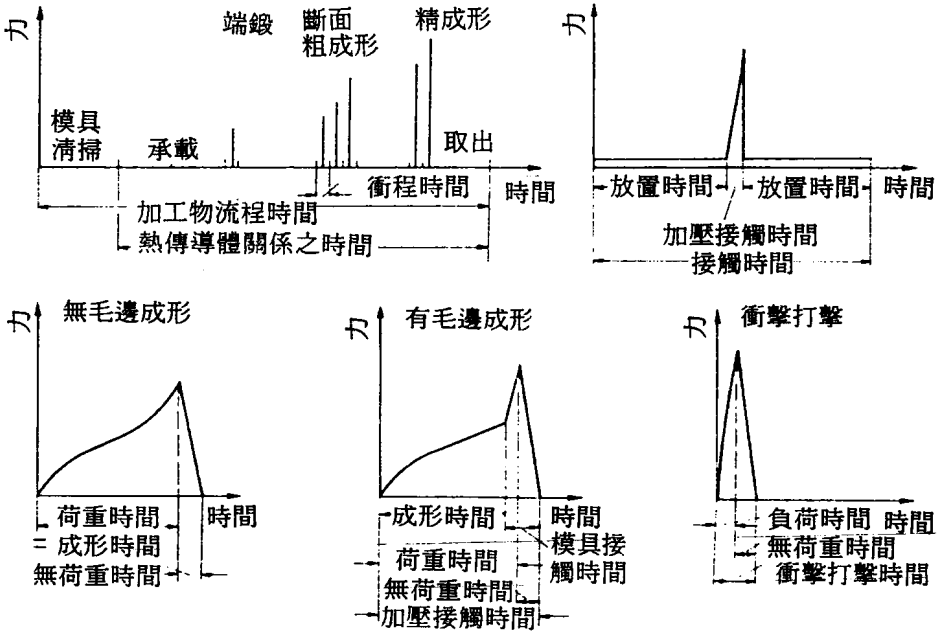 力
端鍛
斷面
粗成形
精成形
模具
清掃
承載
取出
衝程時間
時間
加工物流程時間
熱傳導體關係之時間
力
放置時間
放置時間
時間
加壓接觸時間
接觸時間
無毛邊成形
力
荷重時間
時間
= 成形時間
無荷重時間
有毛邊成形
力
成形時間
時間
模具接
觸時間
荷重時間
無荷重時間
加壓接觸時間
衝擊打擊
力
負荷時間
時間
無荷重時間
衝擊打擊時間